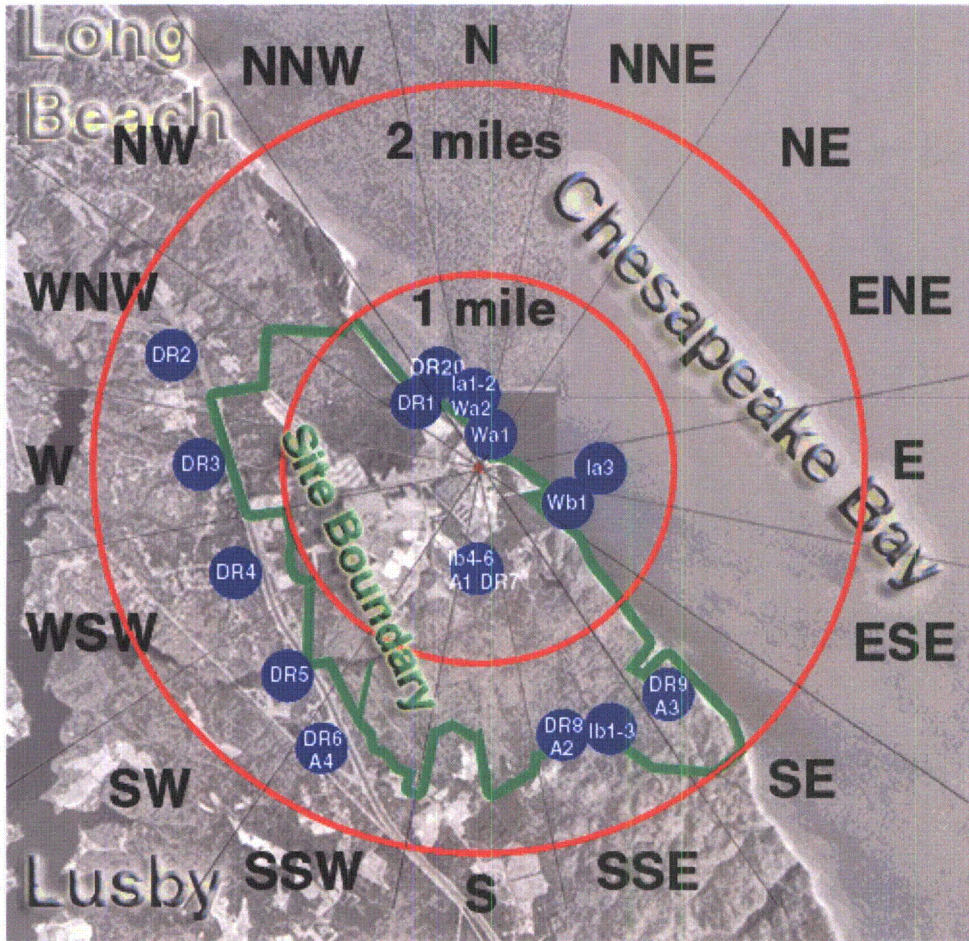 Long
Beach
NNW
N
NNE
NW
2 miles
NE
Chesapeake Bay
WNW
1 mile
ENE
DR2
DR20
Ia1-2
DR1
Wa2
Wa1
W
DR3
Site Boundary
Ia3
E
Wb1
Ib4-6
A1 DR7
DR4
WSW
ESE
DR5
DR9
A3
DR6
A4
DR8
A2
Ib1-3
SW
SE
Lusby
SSW
S
SSE